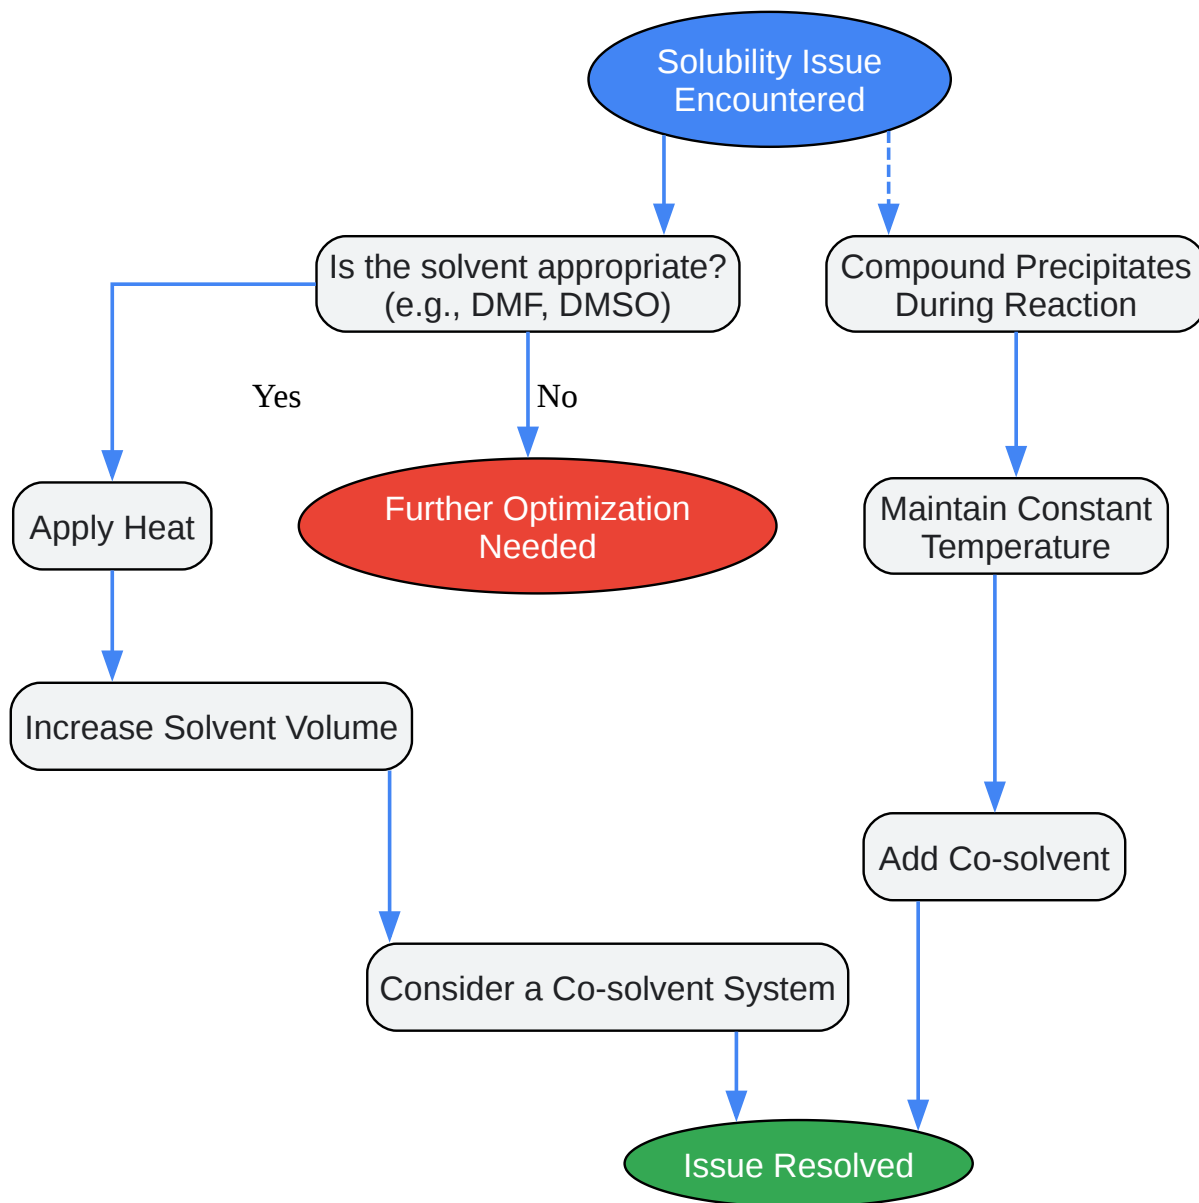 Solubility Issue
Encountered
Is the solvent appropriate?
(e.g., DMF, DMSO)
Compound Precipitates
During Reaction
Yes
No
Apply Heat
Further Optimization
Needed
Maintain Constant
Temperature
Increase Solvent Volume
Add Co-solvent
Consider a Co-solvent System
Issue Resolved